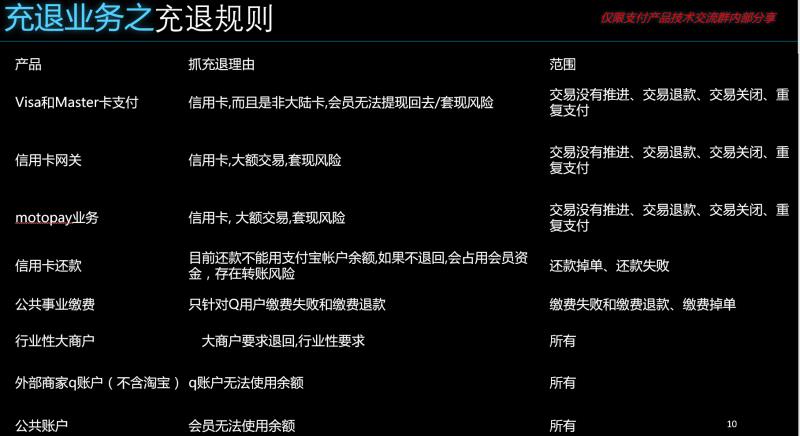 充退业务之充退规则
仅限支付产品技术交流群内部分享
产品 抓充退理由 范围
Visa和Master卡支付 信用卡,而且是非大陆卡,会员无法提现回去/套现风险 交易没有推进、交易退款、交易关闭、重
复支付
信用卡网关 信用卡,大额交易,套现风险 交易没有推进、交易退款、交易关闭、重
复支付
motopay业务 信用卡, 大额交易,套现风险 交易没有推进、交易退款、交易关闭、重
复支付
信用卡还款 目前还款不能用支付宝帐户余额,如果不退回,会占用会员资
金，存在转账风险 还款掉单、还款失败
公共事业缴费 只针对Q用户缴费失败和缴费退款 缴费失败和缴费退款、缴费掉单
行业性大商户 大商户要求退回,行业性要求 所有
外部商家q账户（不含淘宝） q账户无法使用余额 所有
公共账户 会员无法使用余额 所有
10